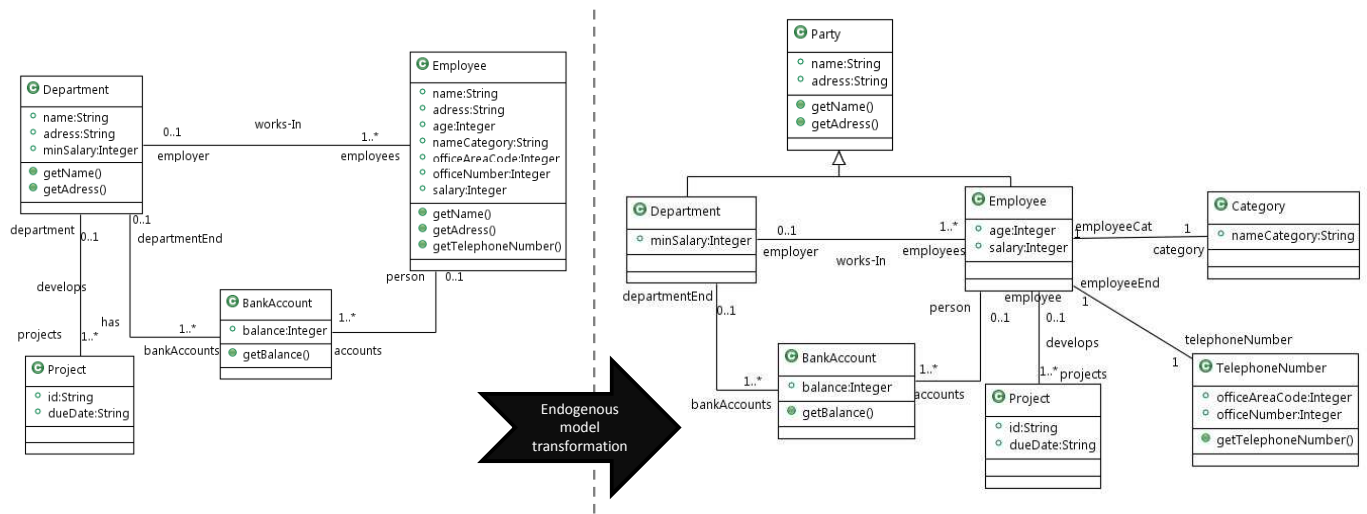 Department
name:String
adress:String
minSalary:Integer
getName()
getAdress()
0..1
employer
works-In
1..*
employees
Employee
name:String
adress:String
age:Integer
nameCategory:String
officeAreaCode:Integer
officeNumber:Integer
salary:Integer
getName()
getAdress()
getTelephoneNumber()
department
0..1
0..1
departmentEnd
develops
has
projects
1..*
1..*
bankAccounts
BankAccount
balance:Integer
getBalance()
person
0..1
1..*
accounts
Project
id:String
dueDate:String
Endogenous
model
transformation
Party
name:String
adress:String
getName()
getAdress()
Department
minSalary:Integer
0..1
employer
works-In
1..*
employees
Employee
age:Integer
salary:Integer
employeeCat
1
1
category
Category
nameCategory:String
departmentEnd
0..1
1..*
bankAccounts
BankAccount
balance:Integer
getBalance()
person
0..1
1..*
accounts
employee
0..1
develops
1..*
projects
Project
id:String
dueDate:String
employeeEnd
1
telephoneNumber
1
TelephoneNumber
officeAreaCode:Integer
officeNumber:Integer
getTelephoneNumber()